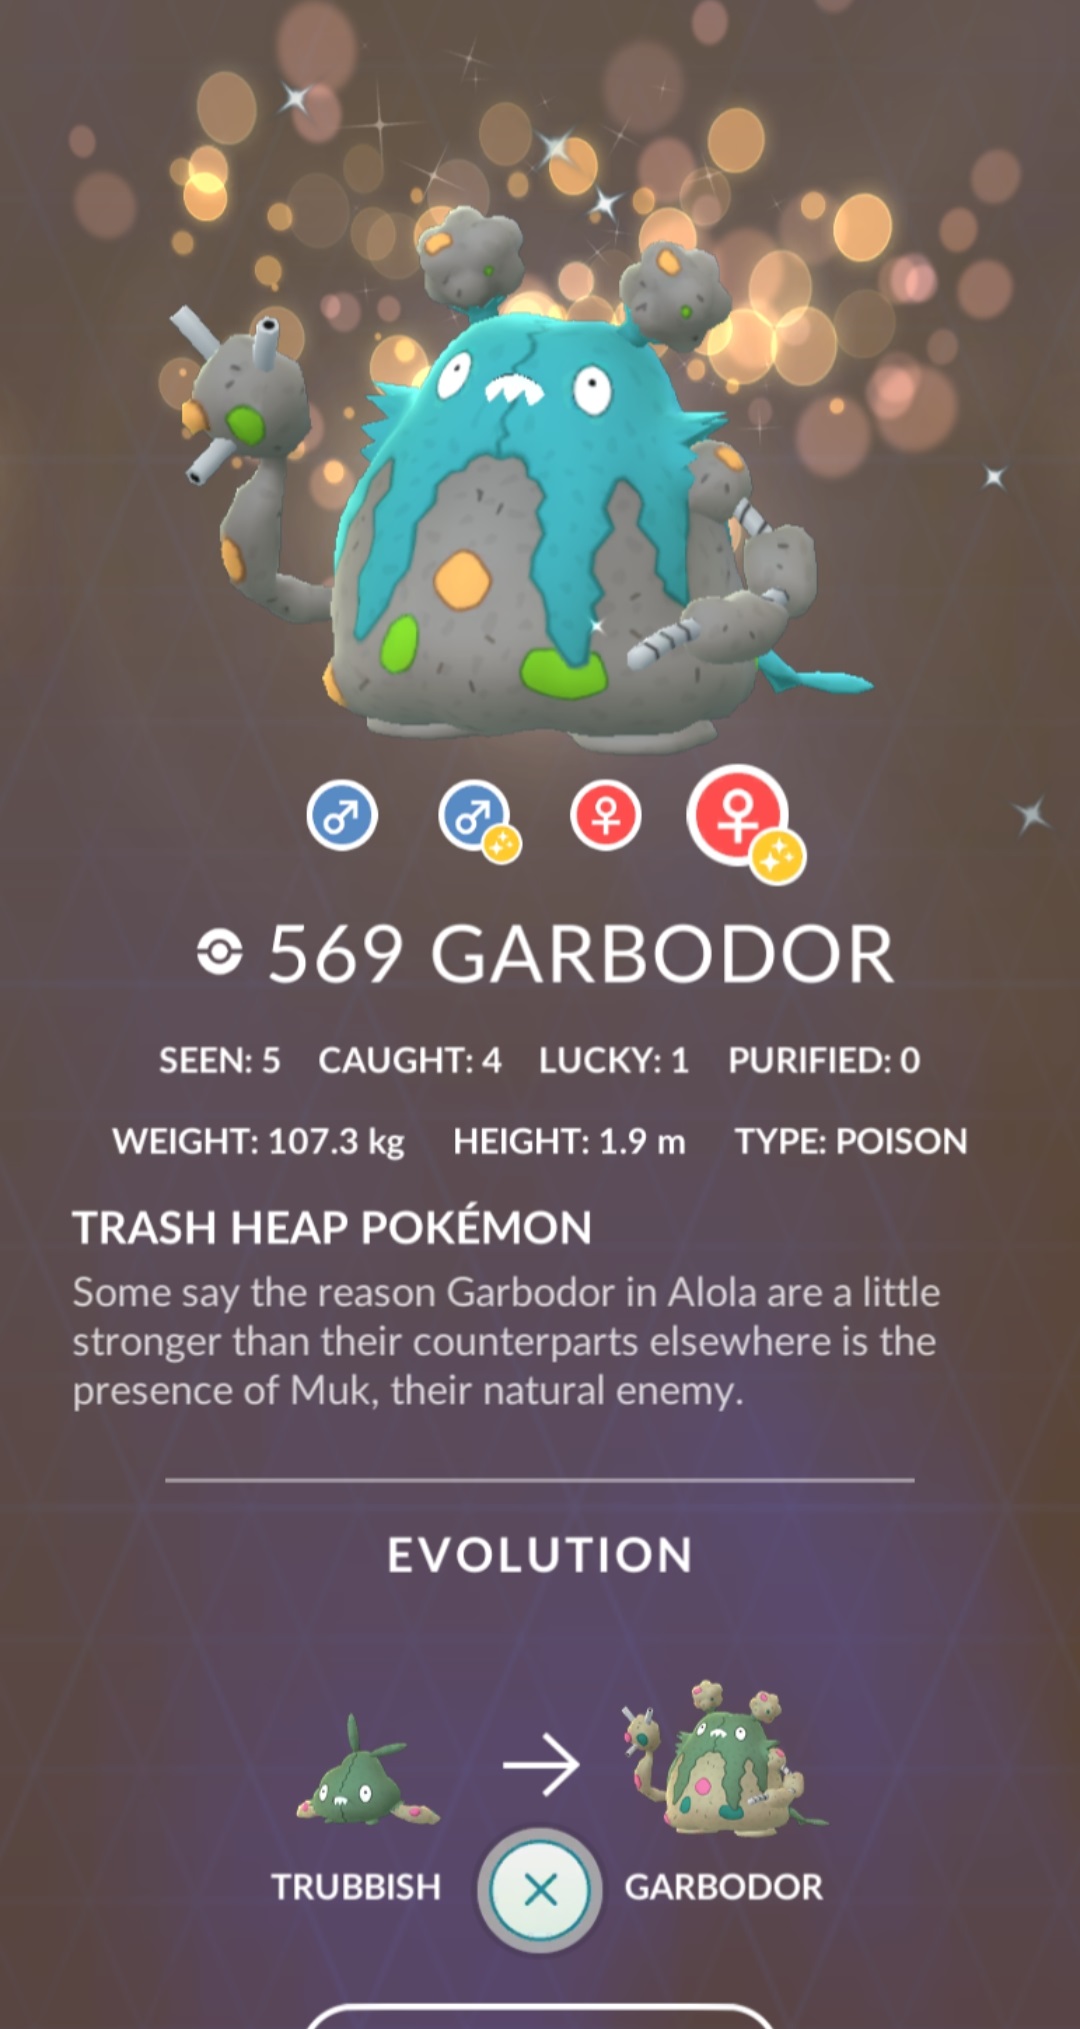 569 GARBODOR
SEEN: 5 CAUGHT: 4 LUCKY: 1 PURIFIED: 0
WEIGHT: 107.3 kg HEIGHT: 1.9 m TYPE: POISON
TRASH HEAP POKÉMON
Some say the reason Garbodor in Alola are a little
stronger than their counterparts elsewhere is the
presence of Muk, their natural enemy.
EVOLUTION
TRUBBISH GARBODOR